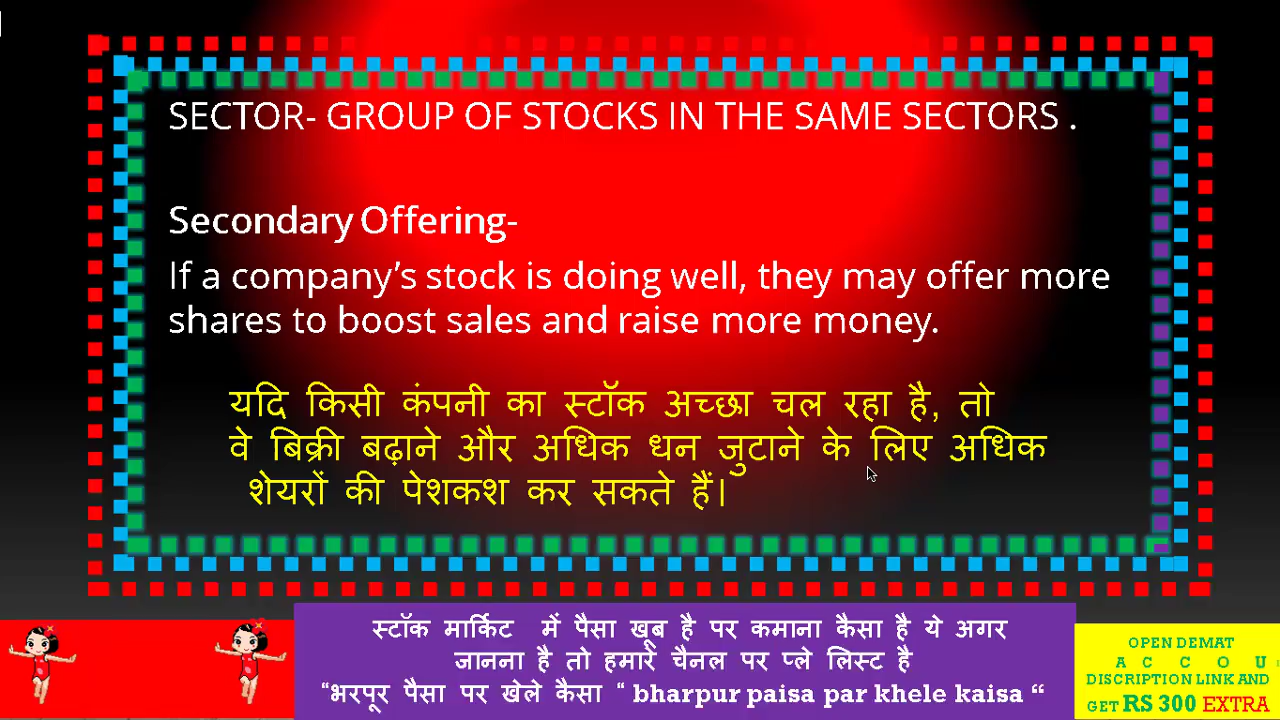 SECTOR- GROUP OF STOCKS IN THE SAME SECTORS .
Secondary Offering-
If a company’s stock is doing well, they may offer more
shares to boost sales and raise more money.
यदि किसी कंपनी का स्टॉक अच्छा चल रहा है, तो
वे बिक्री बढ़ाने और अधिक धन जुटाने के लिए अधिक
शेयरों की पेशकश कर सकते हैं।
स्टॉक मार्किट में पैसा खूब है पर कमाना कैसा है ये अगर
जानना है तो हमारे चैनल पर प्ले लिस्ट है
“भरपूर पैसा पर खेले कैसा “ bharpur paisa par khele kaisa “
OPEN DEMAT
A C C O U
DISCRIPTION LINK AND
GET RS 300 EXTRA